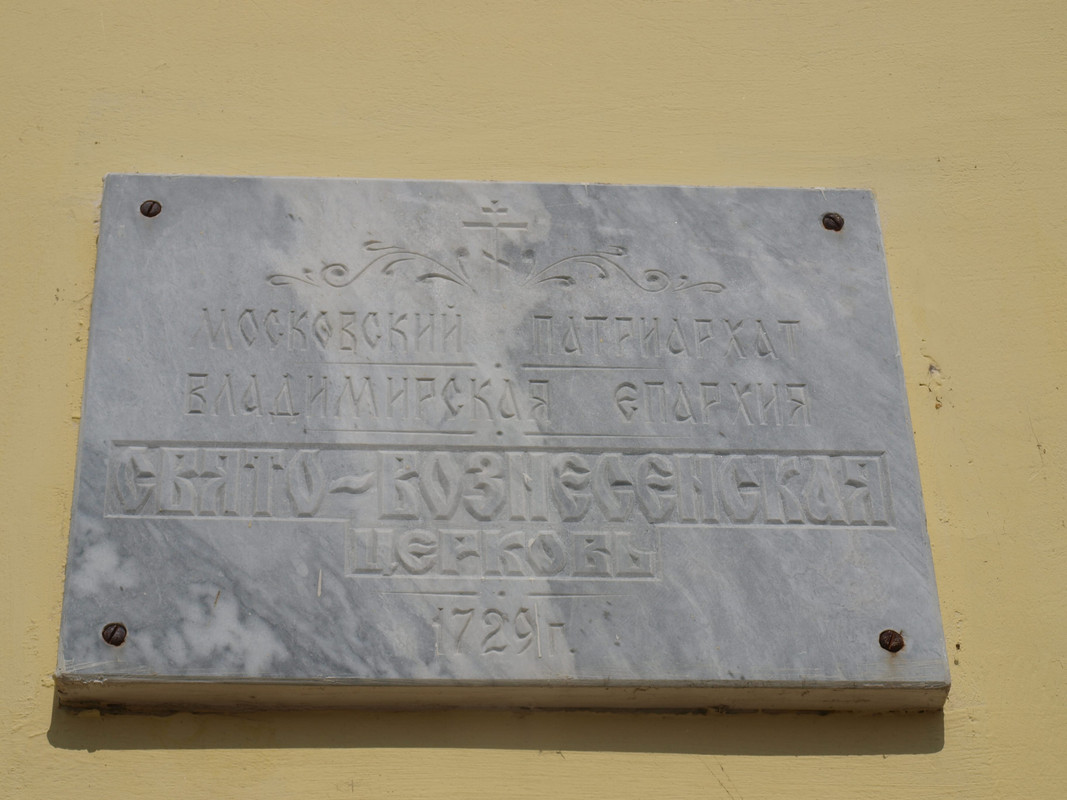 МОСКОВСКИЙ ПАТРИАРХАТ
ВЛАДИМИРСКАЯ ЕПАРХИЯ
СВЯТО-ВОЗНЕСЕНСКАЯ
ЦЕРКОВЬ
1729 г.